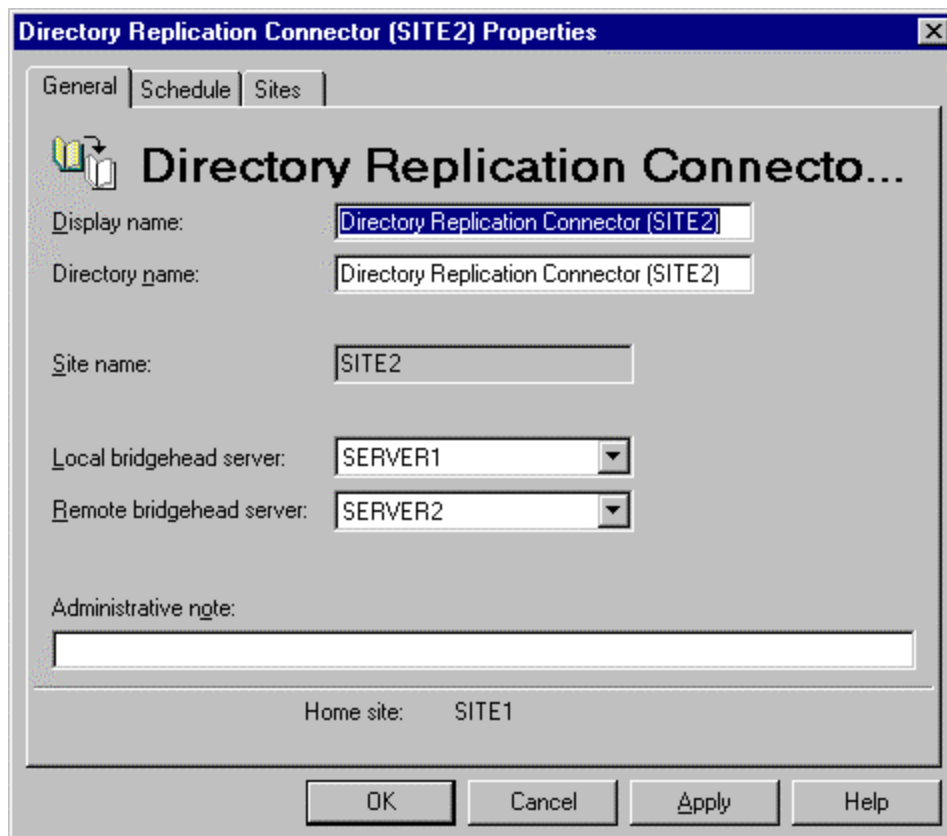 Directory Replication Connector (SITE2) Properties
General Schedule Sites
Directory Replication Connecto...
Display name: Directory Replication Connector (SITE2)
Directory name: Directory Replication Connector (SITE2)
Site name: SITE2
Local bridgehead server: SERVER1
Remote bridgehead server: SERVER2
Administrative note:
Home site: SITE1
OK Cancel Apply Help